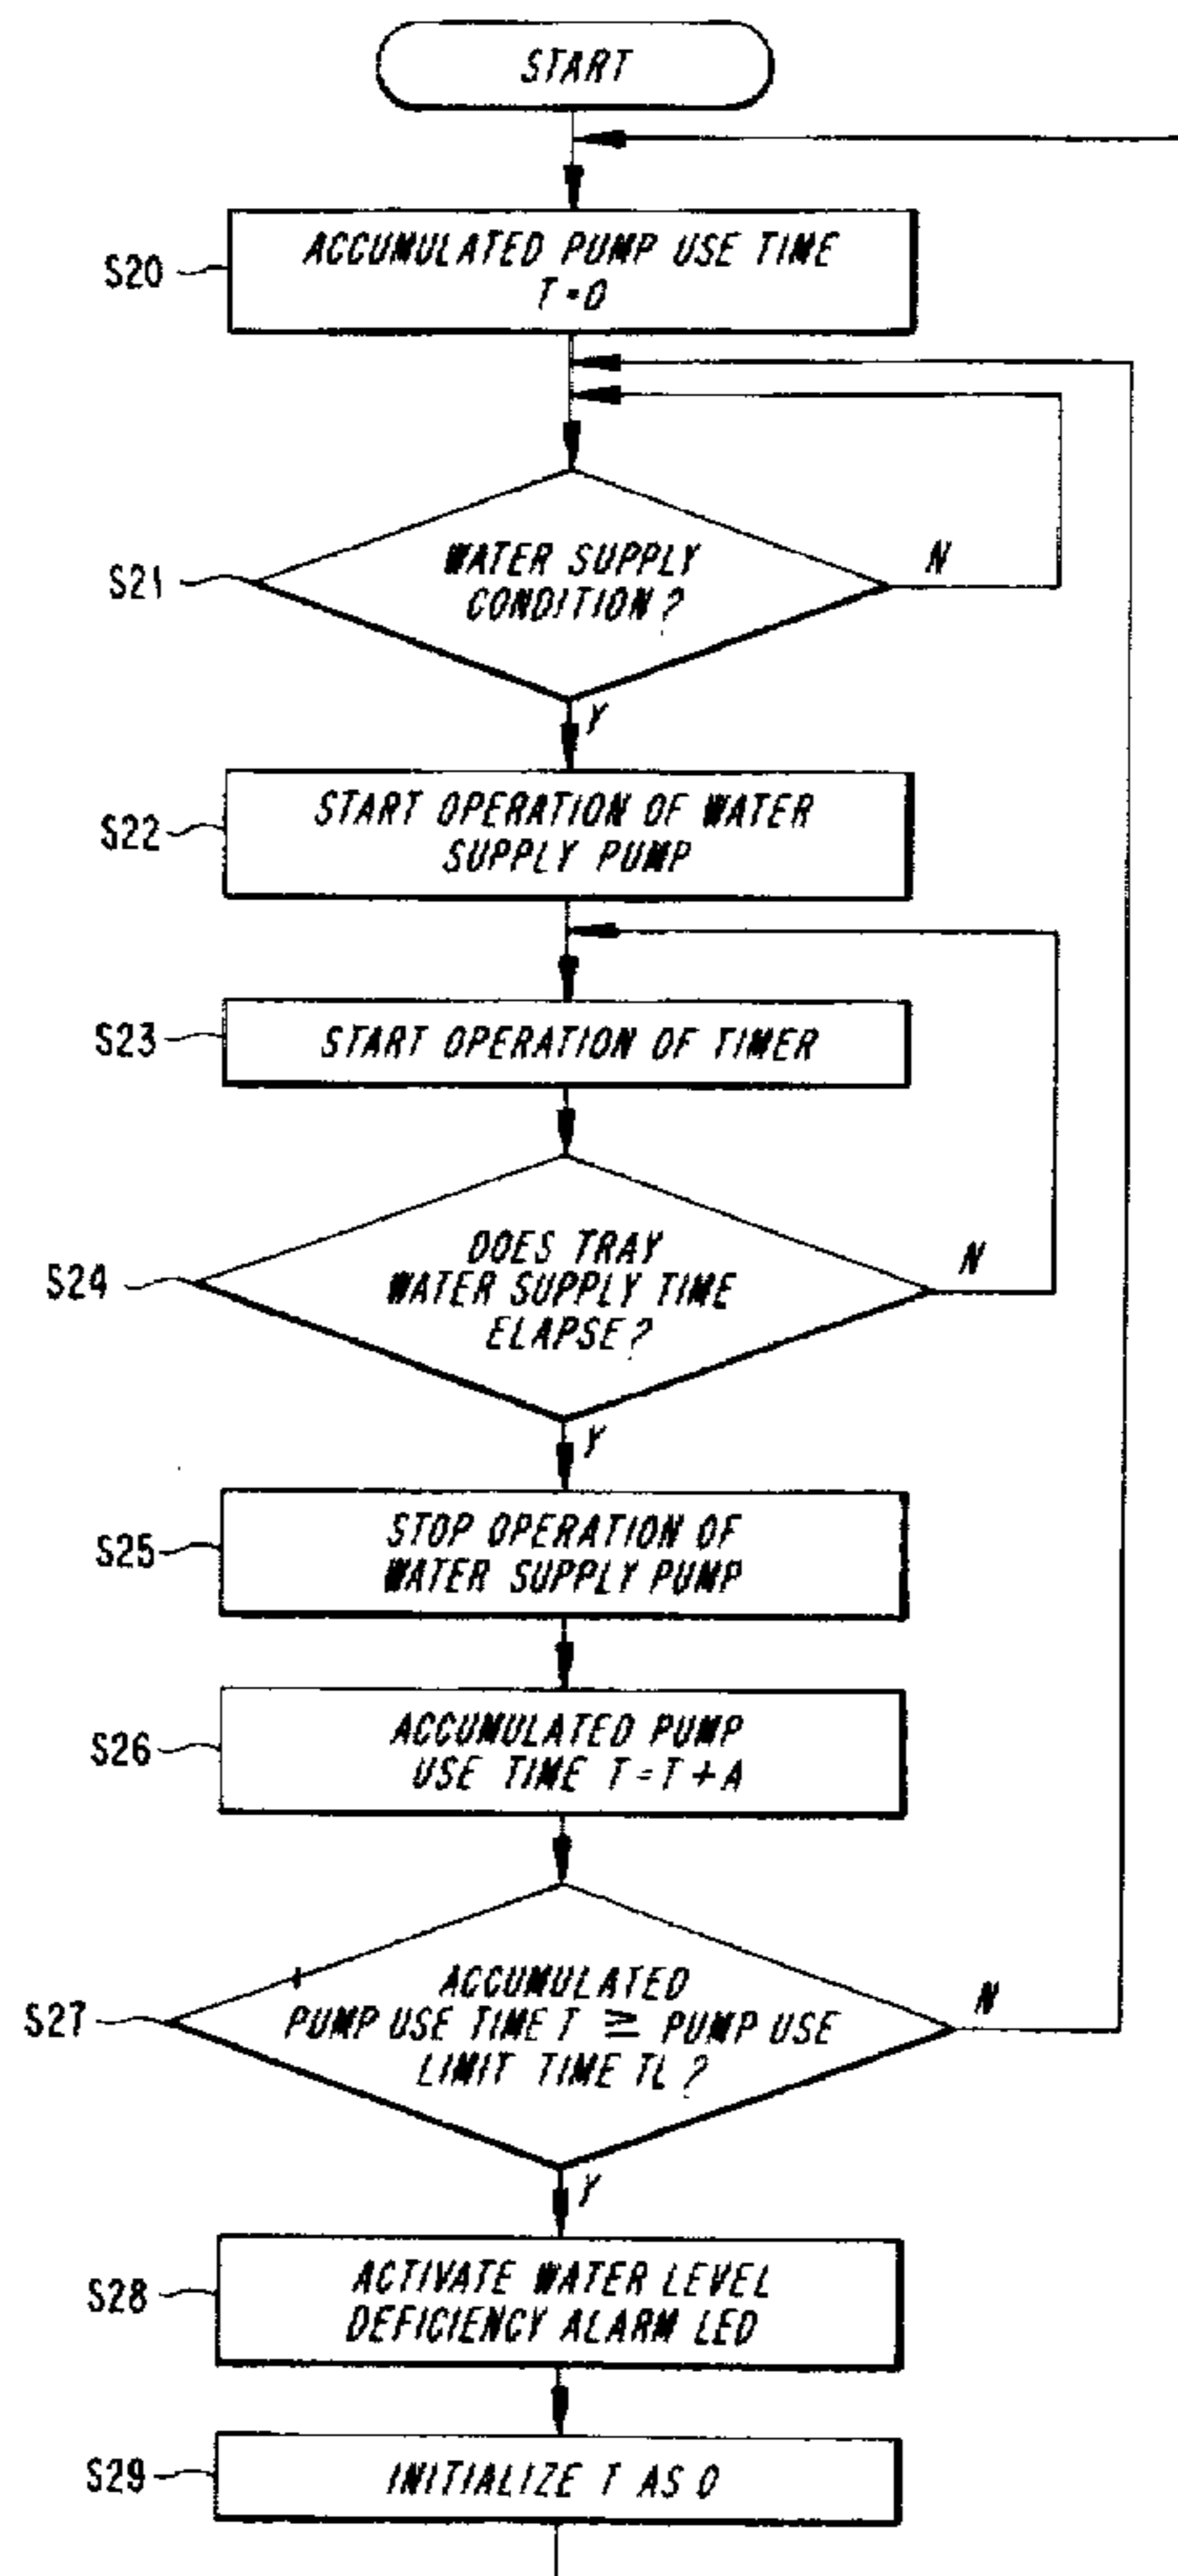 START
ACCUMULATED PUMP USE TIME
T=0
S20
WATER SUPPLY
CONDITION?
N
S21
Y
START OPERATION OF WATER
SUPPLY PUMP
S22
START OPERATION OF TIMER
S23
DOES TRAY
WATER SUPPLY TIME
ELAPSE?
N
S24
Y
STOP OPERATION OF
WATER SUPPLY PUMP
S25
ACCUMULATED PUMP
USE TIME T=T+A
S26
ACCUMULATED
PUMP USE TIME T ≧ PUMP USE
LIMIT TIME TL?
N
S27
Y
ACTIVATE WATER LEVEL
DEFICIENCY ALARM LED
S28
INITIALIZE T AS 0
S29